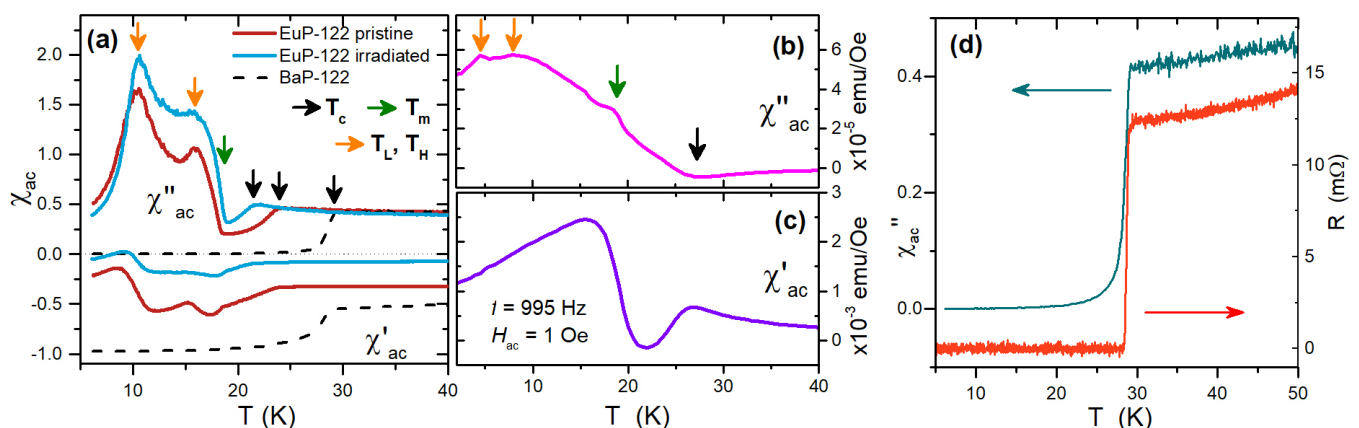 (a)
EuP-122 pristine
EuP-122 irradiated
BaP-122
T_c
T_m
T_L, T_H
χ"_ac
χ'_ac
χ_ac
2.0
1.5
1.0
0.5
0.0
-0.5
-1.0
10
20
30
40
T (K)
(b)
χ"_ac
6
4
2
0
x10^-5 emu/Oe
(c)
χ'_ac
f = 995 Hz
H_ac = 1 Oe
3
2
1
0
x10^-3 emu/Oe
10
20
30
40
T (K)
(d)
χ_ac"
0.4
0.2
0.0
15
10
5
0
R (mΩ)
10
20
30
40
50
T (K)